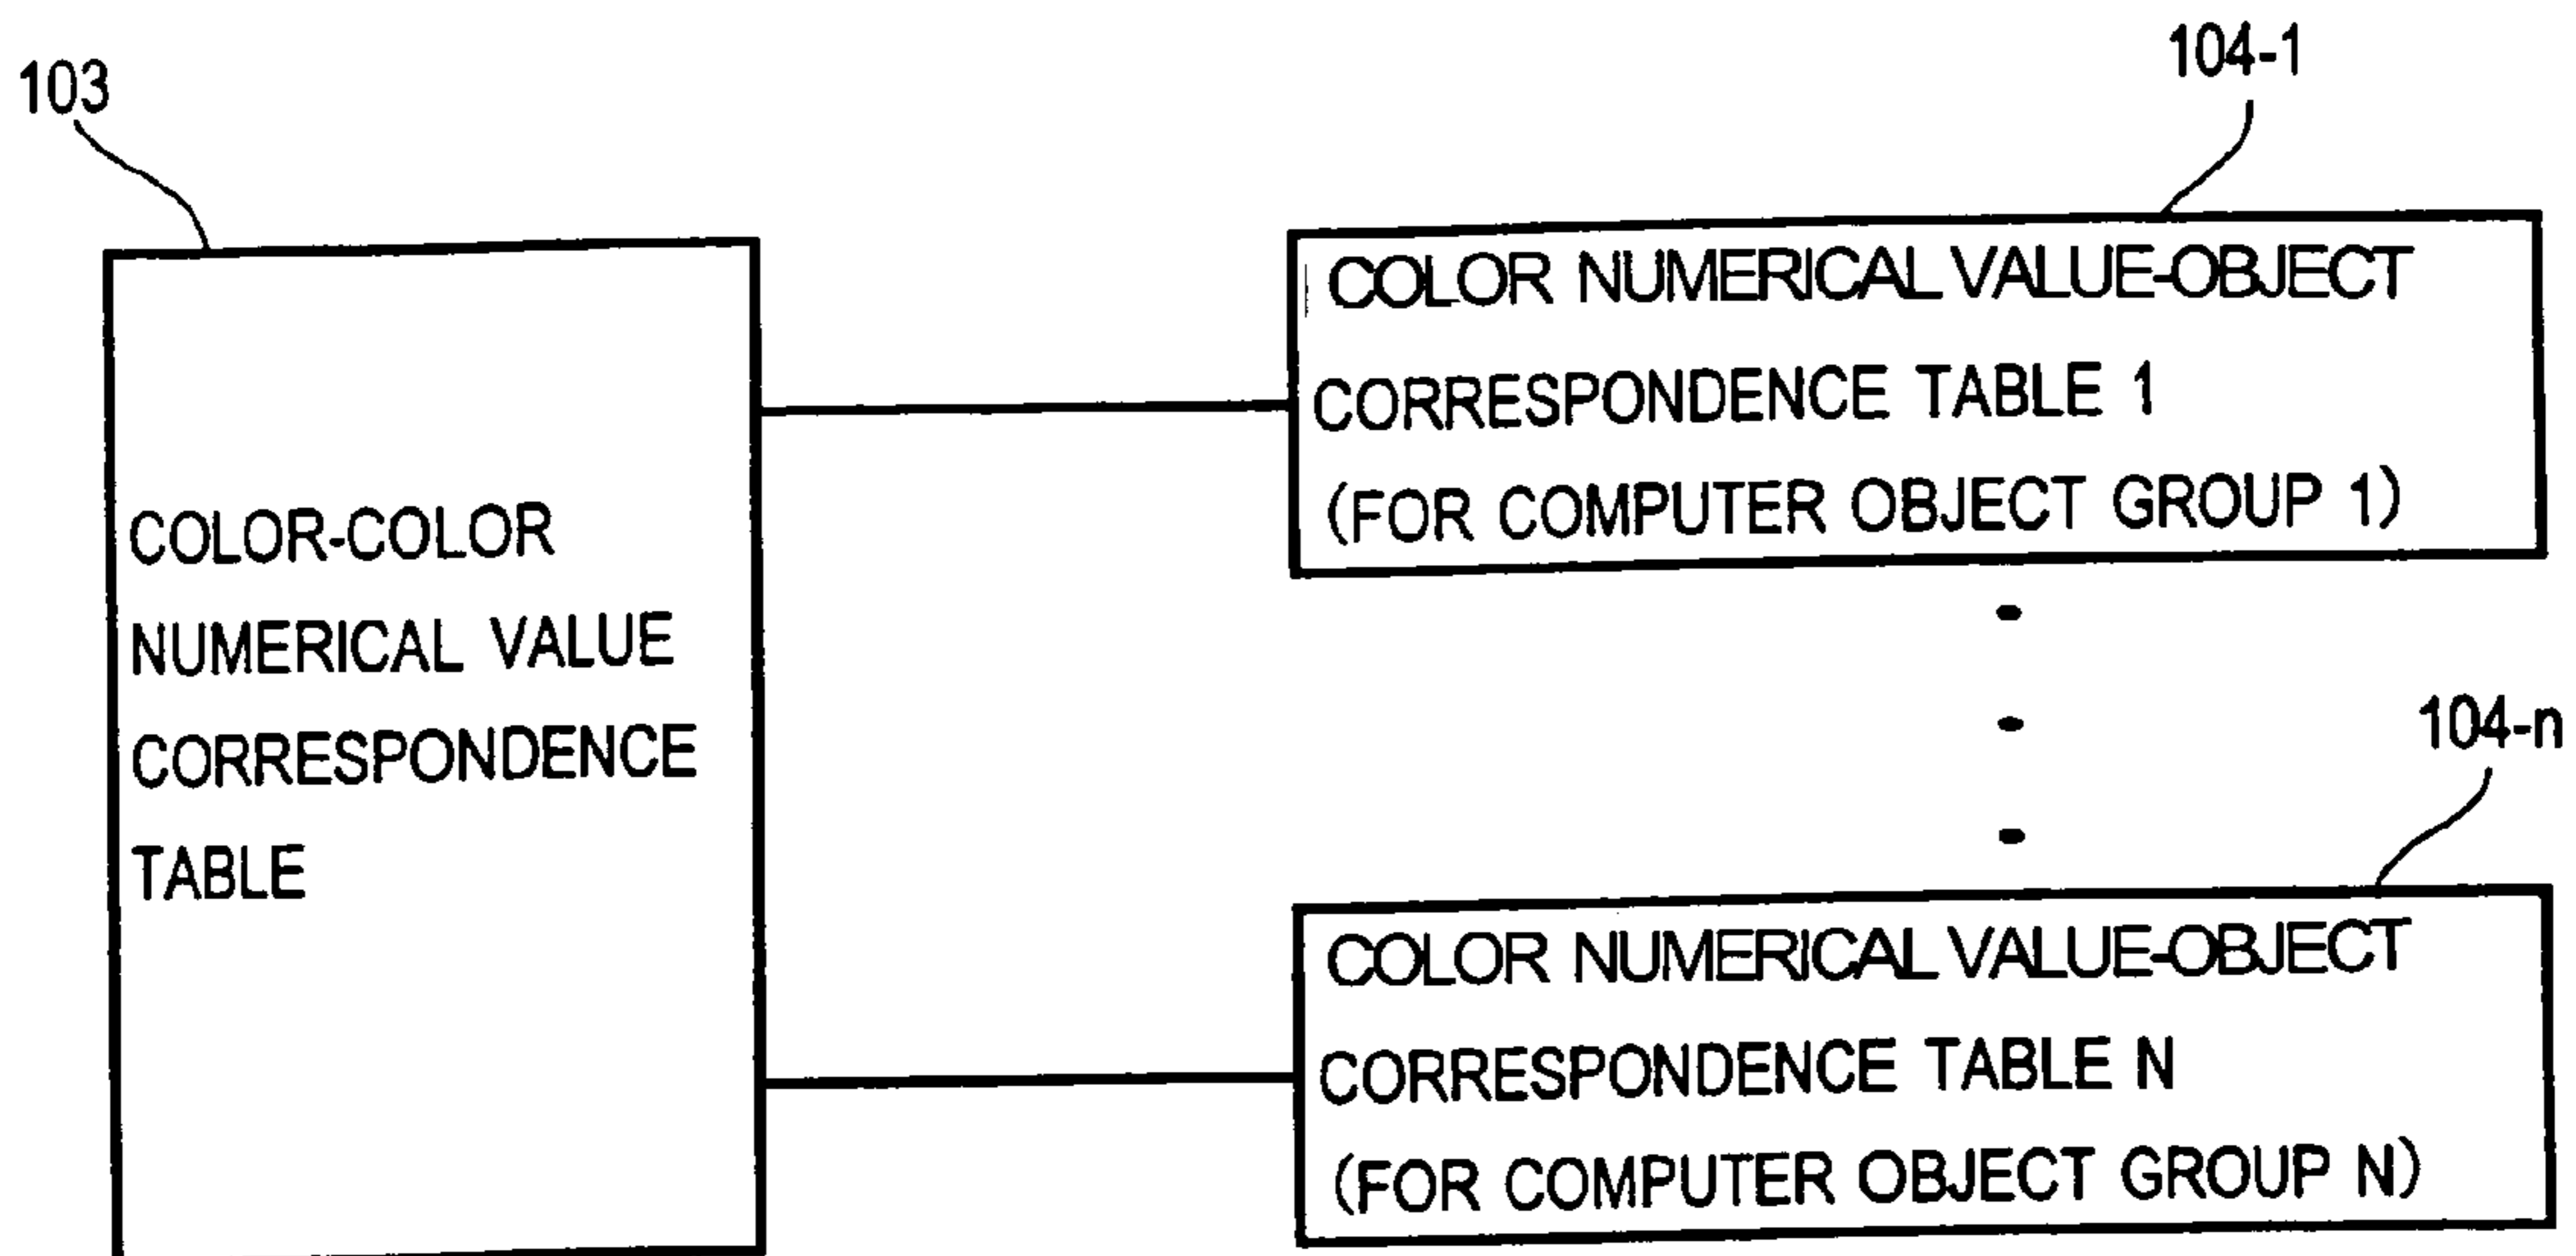 103
COLOR-COLOR
NUMERICAL VALUE
CORRESPONDENCE
TABLE
104-1
COLOR NUMERICAL VALUE-OBJECT
CORRESPONDENCE TABLE 1
(FOR COMPUTER OBJECT GROUP 1)
104-n
COLOR NUMERICAL VALUE-OBJECT
CORRESPONDENCE TABLE N
(FOR COMPUTER OBJECT GROUP N)